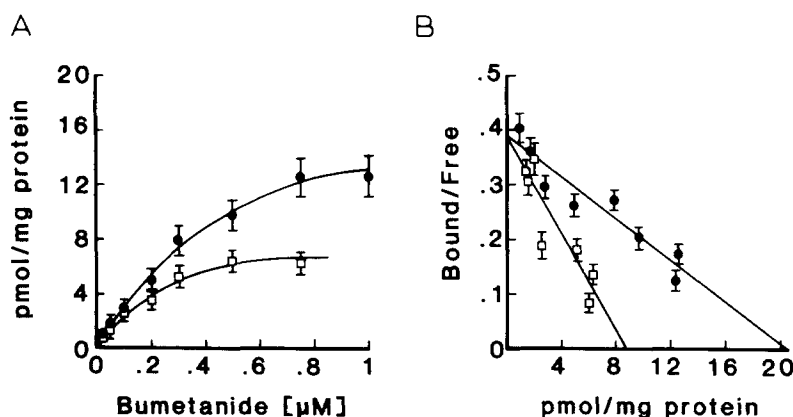 A
pmol/mg protein
20
16
12
8
4
0
0 .2 .4 .6 .8 1
Bumetanide [µM]
B
Bound/Free
.5
.4
.3
.2
.1
0
4 8 12 16 20
pmol/mg protein